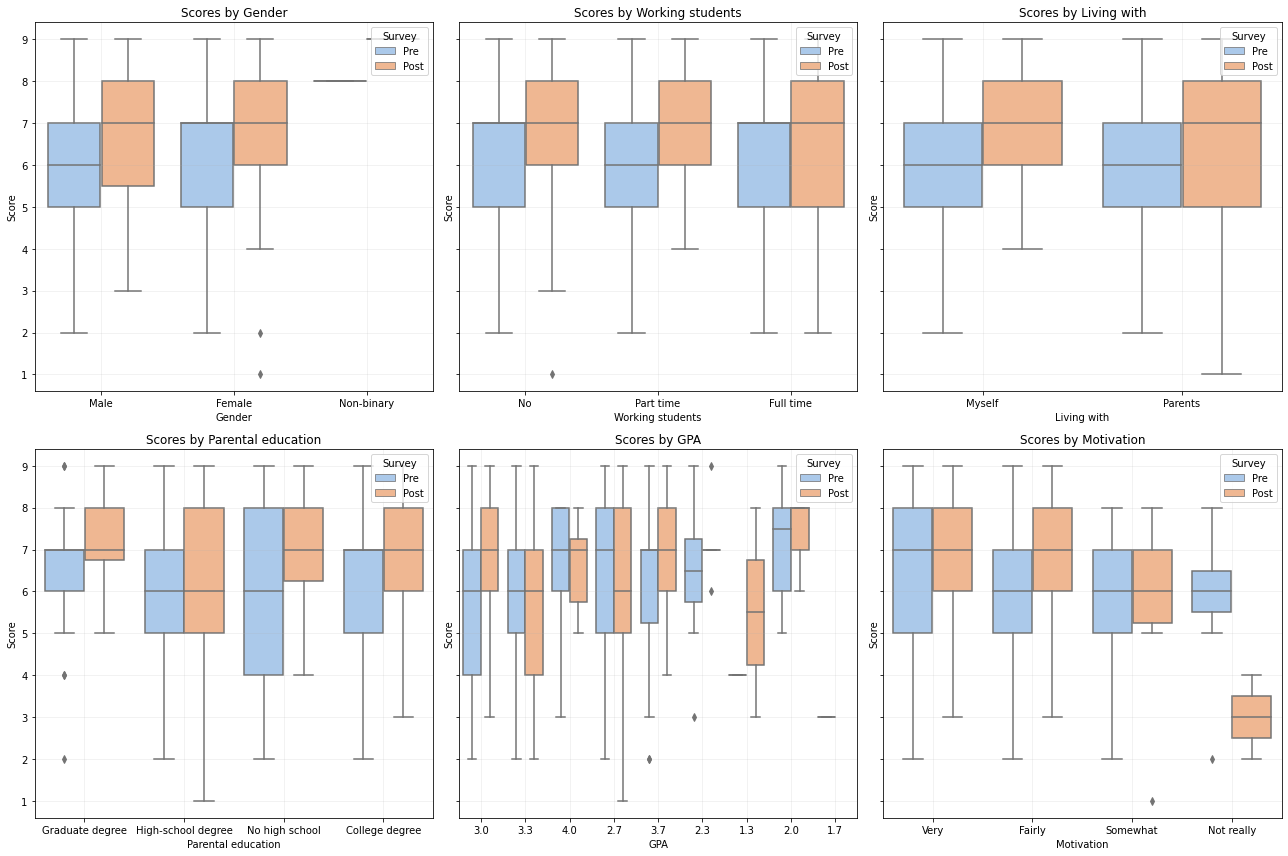 Scores by Gender
Survey
Pre
Post
9
8
7
6
5
4
3
2
1
Score
Male Female Non-binary
Gender
Scores by Working students
Survey
Pre
Post
Score
No Part time Full time
Working students
Scores by Living with
Survey
Pre
Post
Score
Myself Parents
Living with
Scores by Parental education
Survey
Pre
Post
9
8
7
6
5
4
3
2
1
Score
Graduate degree High-school degree No high school College degree
Parental education
Scores by GPA
Survey
Pre
Post
Score
3.0 3.3 4.0 2.7 3.7 2.3 1.3 2.0 1.7
GPA
Scores by Motivation
Survey
Pre
Post
Score
Very Fairly Somewhat Not really
Motivation